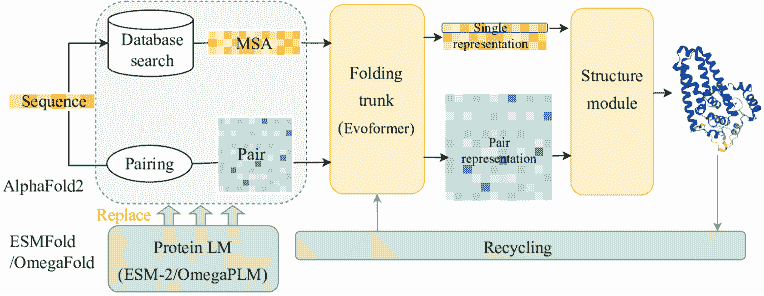 Database
search
MSA
Single
representation
Folding
trunk
(Evoformer)
Structure
module
Sequence
Pairing
Pair
Pair
representation
AlphaFold2
Replace
ESMFold
/OmegaFold
Protein LM
(ESM-2/OmegaPLM)
Recycling